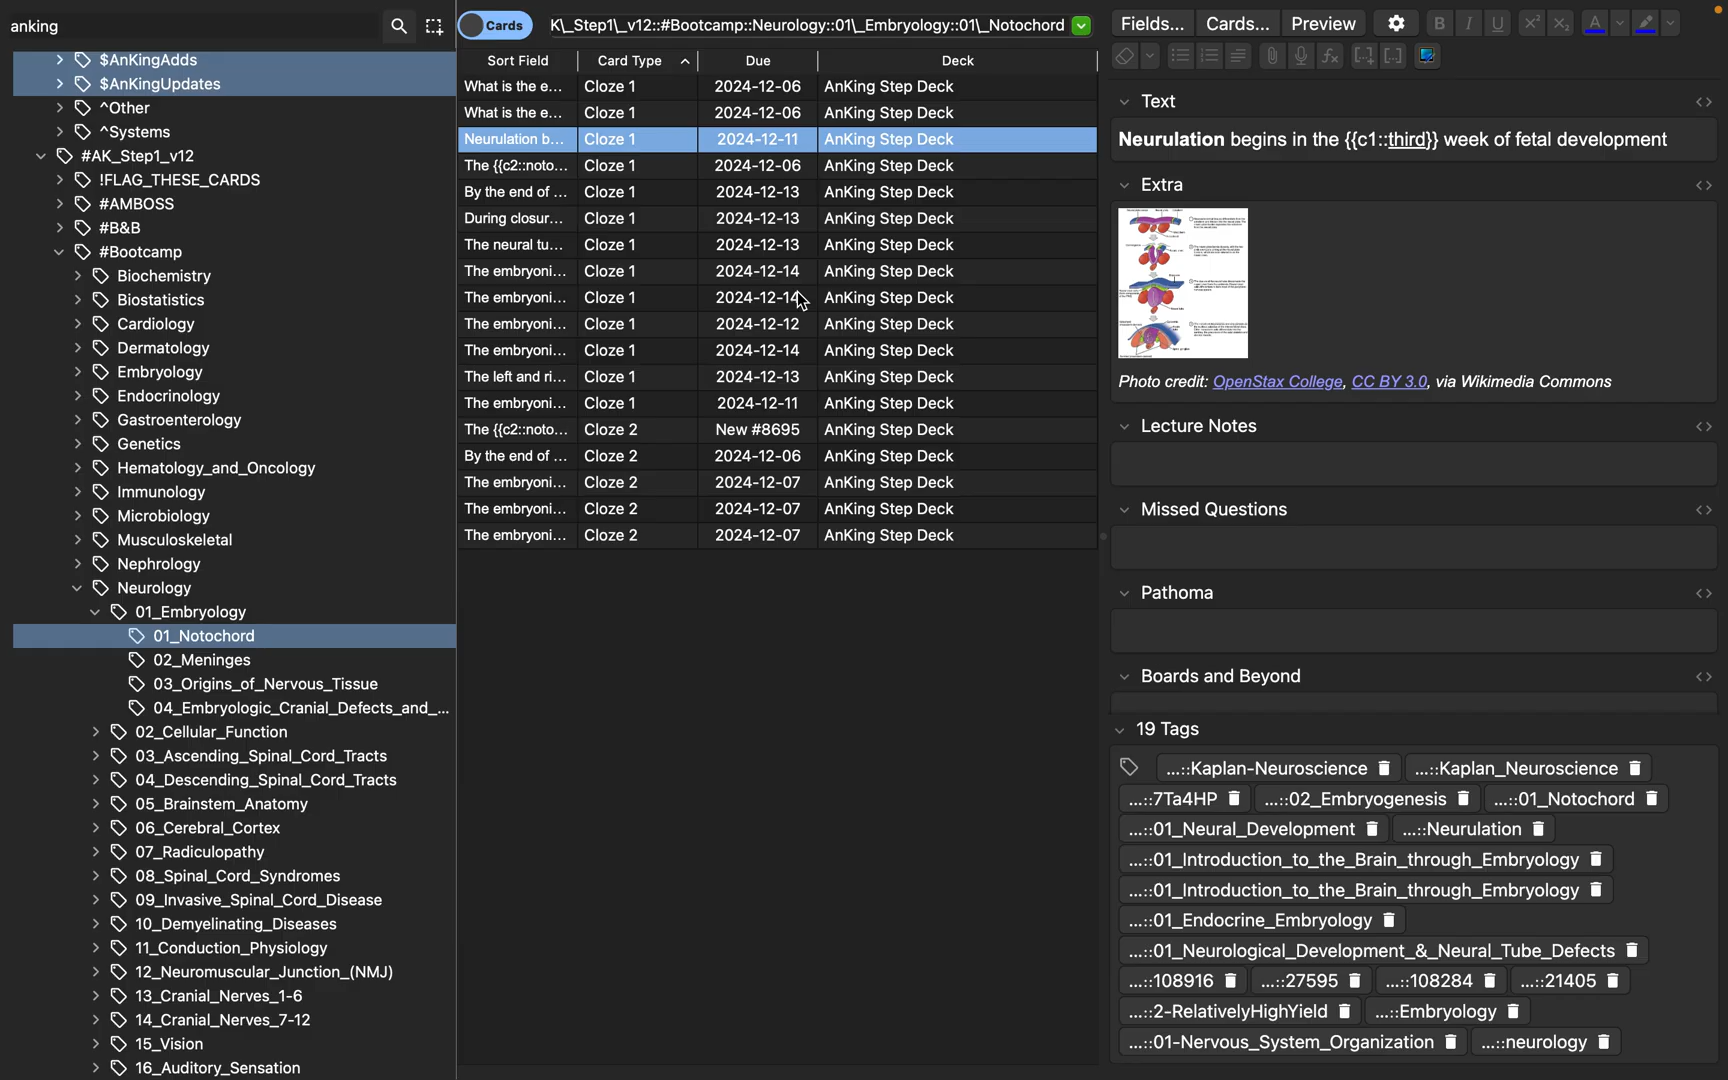 anking
Cards
K\_Step1\_v12::#Bootcamp::Neurology::01\_Embryology::01\_Notochord
Fields...
Cards...
Preview
B
I
U
X²
X₂
A
$AnKingAdds
$AnKingUpdates
^Other
^Systems
#AK_Step1_v12
!FLAG_THESE_CARDS
#AMBOSS
#B&B
#Bootcamp
Biochemistry
Biostatistics
Cardiology
Dermatology
Embryology
Endocrinology
Gastroenterology
Genetics
Hematology_and_Oncology
Immunology
Microbiology
Musculoskeletal
Nephrology
Neurology
01_Embryology
01_Notochord
02_Meninges
03_Origins_of_Nervous_Tissue
04_Embryologic_Cranial_Defects_and_...
02_Cellular_Function
03_Ascending_Spinal_Cord_Tracts
04_Descending_Spinal_Cord_Tracts
05_Brainstem_Anatomy
06_Cerebral_Cortex
07_Radiculopathy
08_Spinal_Cord_Syndromes
09_Invasive_Spinal_Cord_Disease
10_Demyelinating_Diseases
11_Conduction_Physiology
12_Neuromuscular_Junction_(NMJ)
13_Cranial_Nerves_1-6
14_Cranial_Nerves_7-12
15_Vision
16_Auditory_Sensation
Sort Field Card Type Due Deck
What is the e... Cloze 1 2024-12-06 AnKing Step Deck
What is the e... Cloze 1 2024-12-06 AnKing Step Deck
Neurulation b... Cloze 1 2024-12-11 AnKing Step Deck
The {{c2::noto... Cloze 1 2024-12-06 AnKing Step Deck
By the end of ... Cloze 1 2024-12-13 AnKing Step Deck
During closur... Cloze 1 2024-12-13 AnKing Step Deck
The neural tu... Cloze 1 2024-12-13 AnKing Step Deck
The embryoni... Cloze 1 2024-12-14 AnKing Step Deck
The embryoni... Cloze 1 2024-12-14 AnKing Step Deck
The embryoni... Cloze 1 2024-12-12 AnKing Step Deck
The embryoni... Cloze 1 2024-12-14 AnKing Step Deck
The left and ri... Cloze 1 2024-12-13 AnKing Step Deck
The embryoni... Cloze 1 2024-12-11 AnKing Step Deck
The {{c2::noto... Cloze 2 New #8695 AnKing Step Deck
By the end of ... Cloze 2 2024-12-06 AnKing Step Deck
The embryoni... Cloze 2 2024-12-07 AnKing Step Deck
The embryoni... Cloze 2 2024-12-07 AnKing Step Deck
The embryoni... Cloze 2 2024-12-07 AnKing Step Deck
Text
Neurulation begins in the {{c1::third}} week of fetal development
Extra
Photo credit: OpenStax College, CC BY 3.0, via Wikimedia Commons
Lecture Notes
Missed Questions
Pathoma
Boards and Beyond
19 Tags
...::Kaplan-Neuroscience ...::Kaplan_Neuroscience
...::7Ta4HP ...::02_Embryogenesis ...::01_Notochord
...::01_Neural_Development ...::Neurulation
...::01_Introduction_to_the_Brain_through_Embryology
...::01_Introduction_to_the_Brain_through_Embryology
...::01_Endocrine_Embryology
...::01_Neurological_Development_&_Neural_Tube_Defects
...::108916 ...::27595 ...::108284 ...::21405
...::2-RelativelyHighYield ...::Embryology
...::01-Nervous_System_Organization ...::neurology